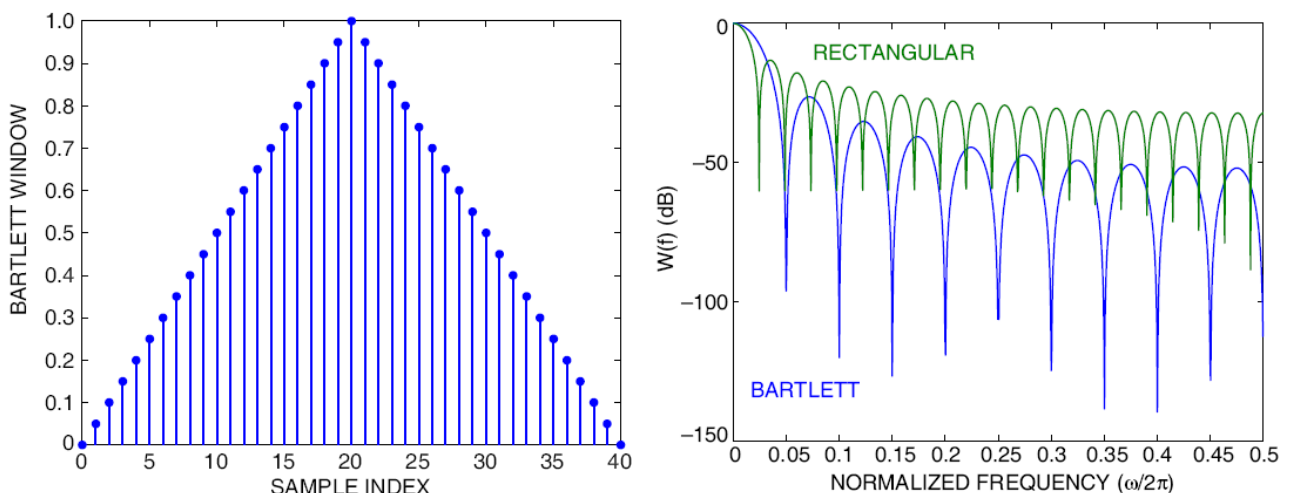 BARTLETT WINDOW
1.0
0.9
0.8
0.7
0.6
0.5
0.4
0.3
0.2
0.1
0
0 5 10 15 20 25 30 35 40
SAMPLE INDEX
W(f) (dB)
0
−50
−100
−150
RECTANGULAR
BARTLETT
0 0.05 0.1 0.15 0.2 0.25 0.3 0.35 0.4 0.45 0.5
NORMALIZED FREQUENCY (ω/2π)